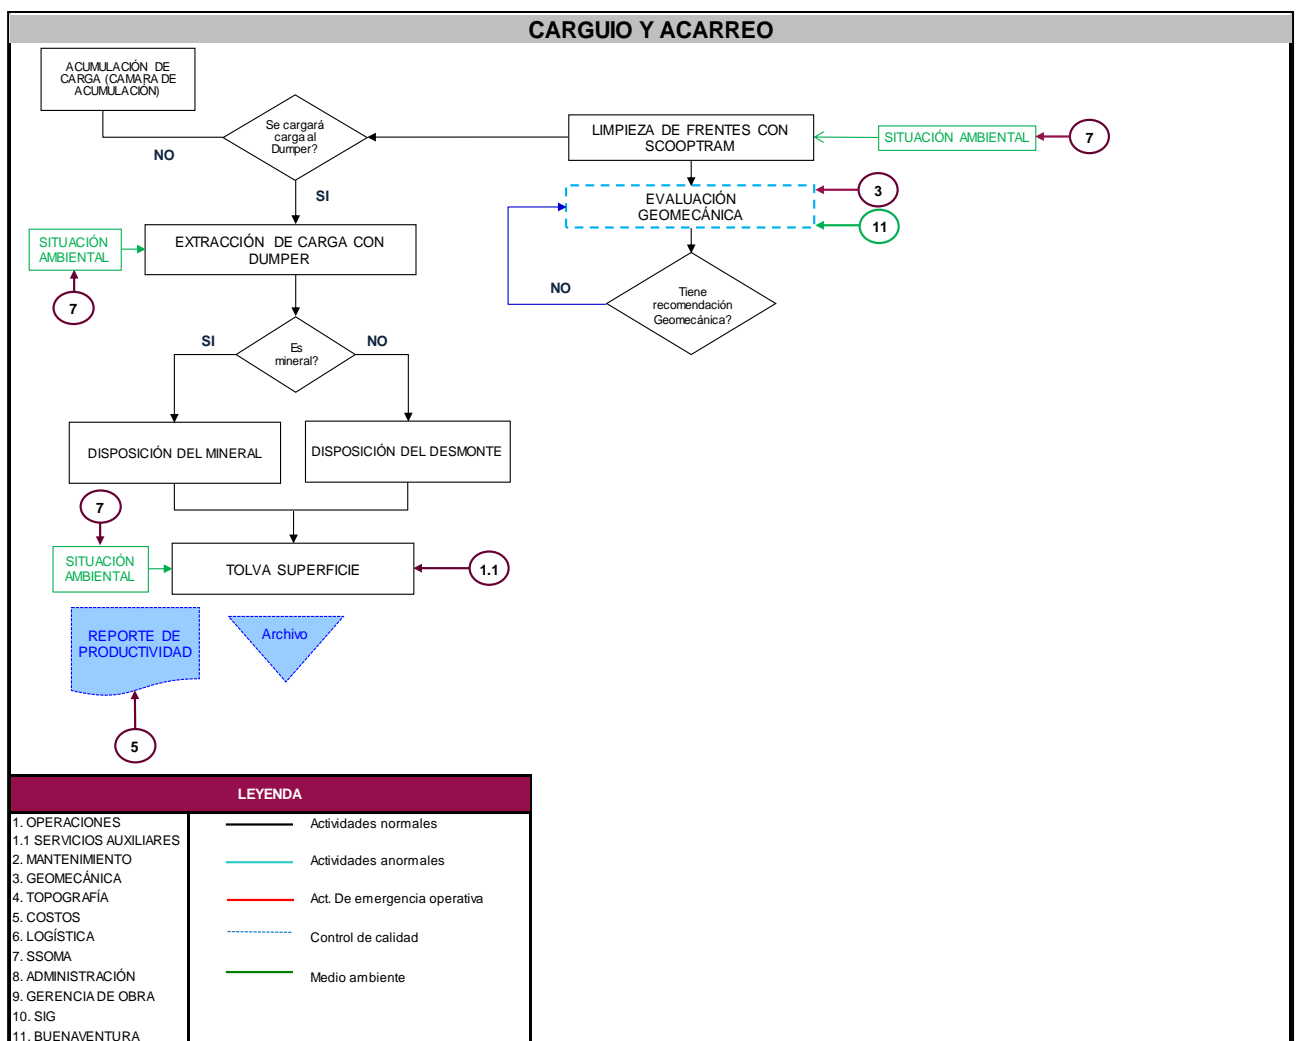 CARGUIO Y ACARREO
ACUMULACIÓN DE
CARGA (CAMARA DE
ACUMULACIÓN)
Se cargará
carga al
Dumper?
NO
SI
LIMPIEZA DE FRENTES CON
SCOOPTRAM
SITUACIÓN AMBIENTAL
7
EVALUACIÓN
GEOMECÁNICA
3
11
SITUACIÓN
AMBIENTAL
7
EXTRACCIÓN DE CARGA CON
DUMPER
NO
Tiene
recomendación
Geomecánica?
SI
Es
mineral?
NO
DISPOSICIÓN DEL MINERAL
DISPOSICIÓN DEL DESMONTE
7
SITUACIÓN
AMBIENTAL
TOLVA SUPERFICIE
1.1
REPORTE DE
PRODUCTIVIDAD
Archivo
5
LEYENDA
1. OPERACIONES
1.1 SERVICIOS AUXILIARES
2. MANTENIMIENTO
3. GEOMECÁNICA
4. TOPOGRAFÍA
5. COSTOS
6. LOGÍSTICA
7. SSOMA
8. ADMINISTRACIÓN
9. GERENCIA DE OBRA
10. SIG
11. BUENAVENTURA
Actividades normales
Actividades anormales
Act. De emergencia operativa
Control de calidad
Medio ambiente